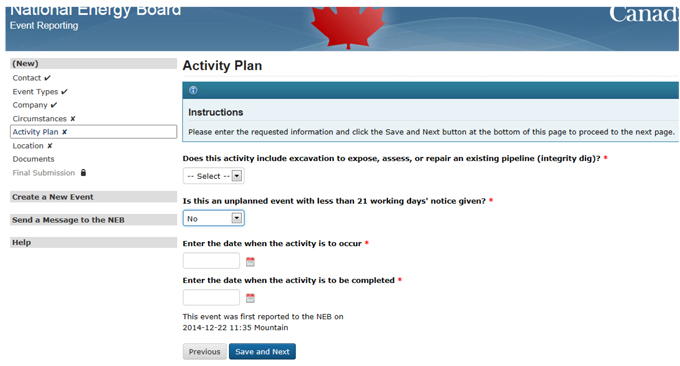 National Energy Board
Event Reporting
(New)
Contact ✔
Event Types ✔
Company ✔
Circumstances ✘
Activity Plan ✘
Location ✘
Documents
Final Submission
Create a New Event
Send a Message to the NEB
Help
Activity Plan
Instructions
Please enter the requested information and click the Save and Next button at the bottom of this page to proceed to the next page.
Does this activity include excavation to expose, assess, or repair an existing pipeline (integrity dig)? *
-- Select --
Is this an unplanned event with less than 21 working days' notice given? *
No
Enter the date when the activity is to occur *
Enter the date when the activity is to be completed *
This event was first reported to the NEB on
2014-12-22 11:35 Mountain
Previous Save and Next